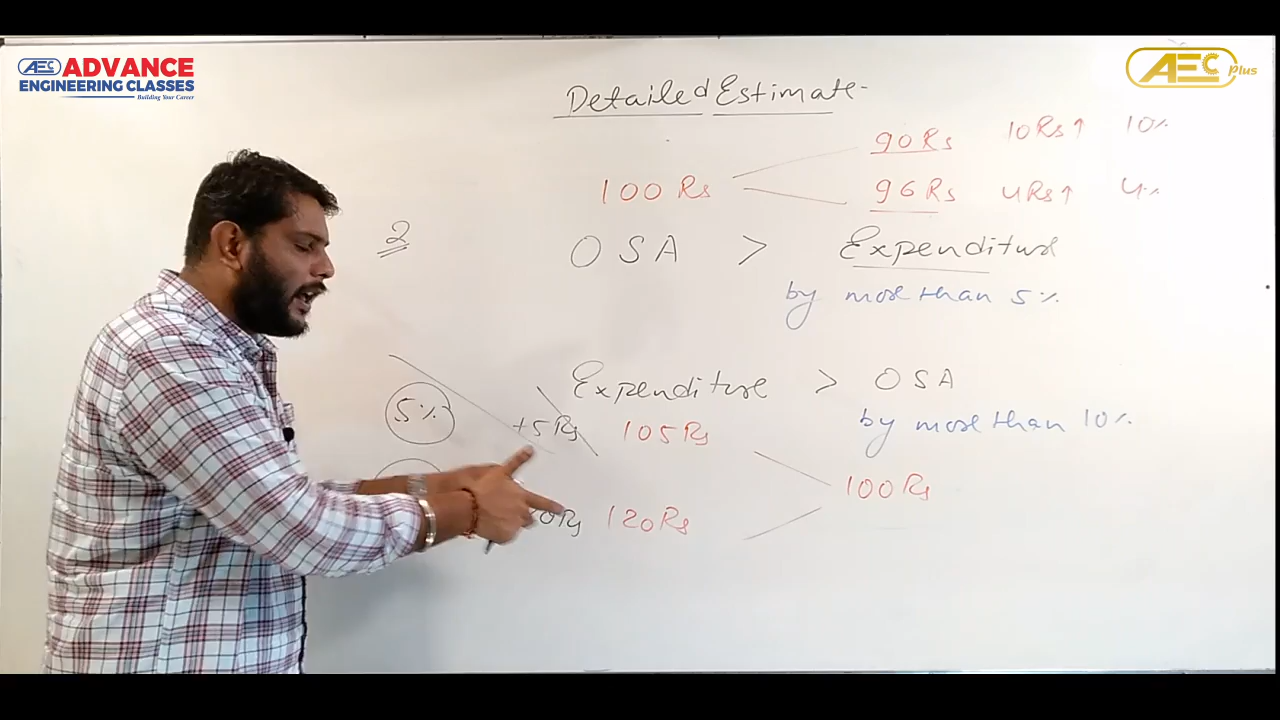 AEC ADVANCE
ENGINEERING CLASSES
Building Your Career
AEC Plus
Detailed Estimate
90 Rs 10 Rs↑ 10%
100 Rs
96 Rs 4 Rs↑ 4%
2
OSA > Expenditure
by more than 5%
Expenditure > OSA
5% +5 Rs 105 Rs
by more than 10%
100 Rs
120 Rs